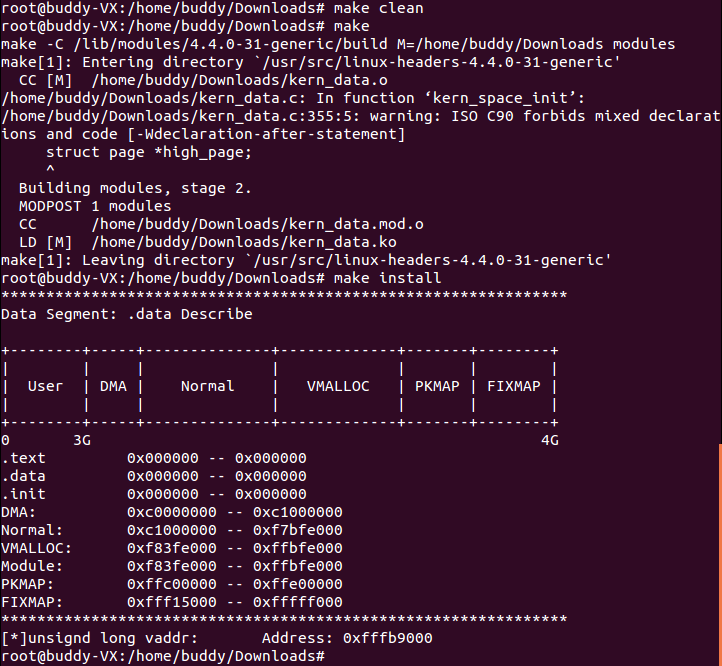 root@buddy-VX:/home/buddy/Downloads# make clean
root@buddy-VX:/home/buddy/Downloads# make
make -C /lib/modules/4.4.0-31-generic/build M=/home/buddy/Downloads modules
make[1]: Entering directory `/usr/src/linux-headers-4.4.0-31-generic'
  CC [M]  /home/buddy/Downloads/kern_data.o
/home/buddy/Downloads/kern_data.c: In function ‘kern_space_init’:
/home/buddy/Downloads/kern_data.c:355:5: warning: ISO C90 forbids mixed declarat
ions and code [-Wdeclaration-after-statement]
     struct page *high_page;
     ^
  Building modules, stage 2.
  MODPOST 1 modules
  CC      /home/buddy/Downloads/kern_data.mod.o
  LD [M]  /home/buddy/Downloads/kern_data.ko
make[1]: Leaving directory `/usr/src/linux-headers-4.4.0-31-generic'
root@buddy-VX:/home/buddy/Downloads# make install
***************************************************************
Data Segment: .data Describe

+--------+-----+--------------+-------------+-------+--------+
|        |     |              |             |       |        |
|  User  | DMA |    Normal    |   VMALLOC   | PKMAP | FIXMAP |
|        |     |              |             |       |        |
+--------+-----+--------------+-------------+-------+--------+
0       3G                                                  4G
.text         0x000000 -- 0x000000
.data         0x000000 -- 0x000000
.init         0x000000 -- 0x000000
DMA:          0xc0000000 -- 0xc1000000
Normal:       0xc1000000 -- 0xf7bfe000
VMALLOC:      0xf83fe000 -- 0xffbfe000
Module:       0xf83fe000 -- 0xffbfe000
PKMAP:        0xffc00000 -- 0xffe00000
FIXMAP:       0xfff15000 -- 0xfffff000
***************************************************************
[*]unsignd long vaddr:       Address: 0xfffb9000
root@buddy-VX:/home/buddy/Downloads#